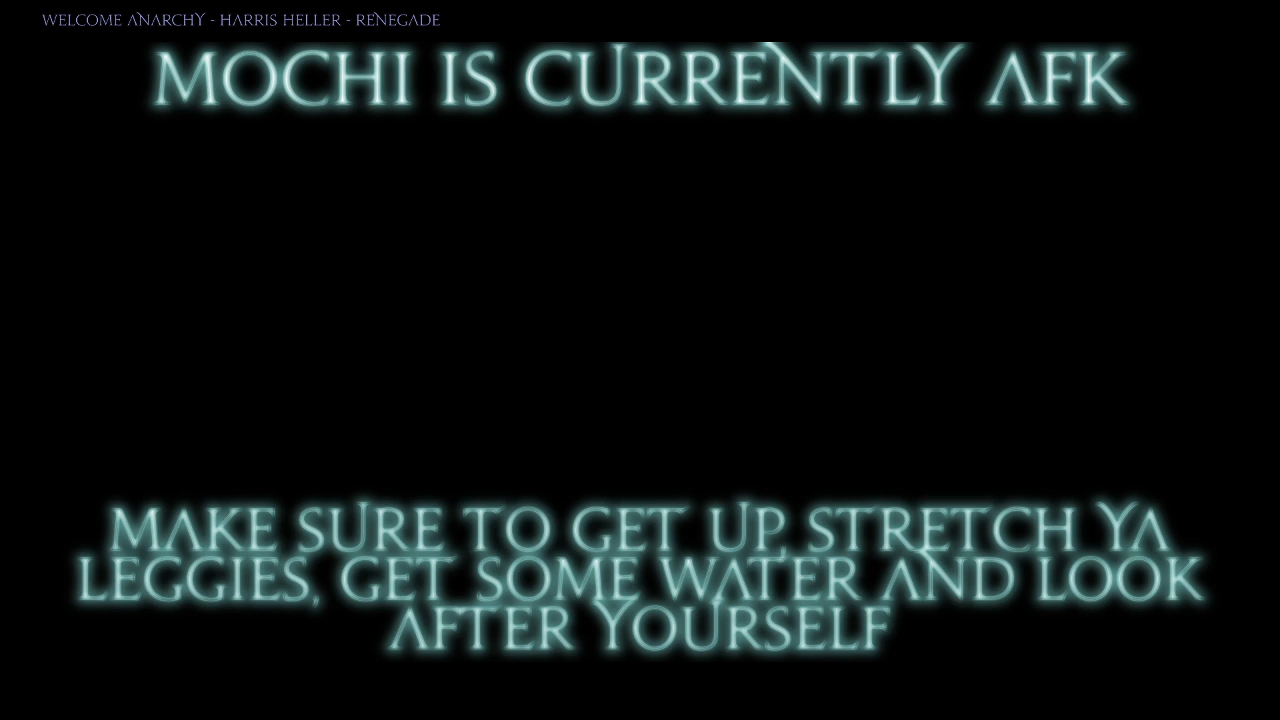 WELCOME ANARCHY - HARRIS HELLER - RENEGADE
MOCHI IS CURRENTLY AFK
MAKE SURE TO GET UP, STRETCH YA
LEGGIES, GET SOME WATER AND LOOK
AFTER YOURSELF